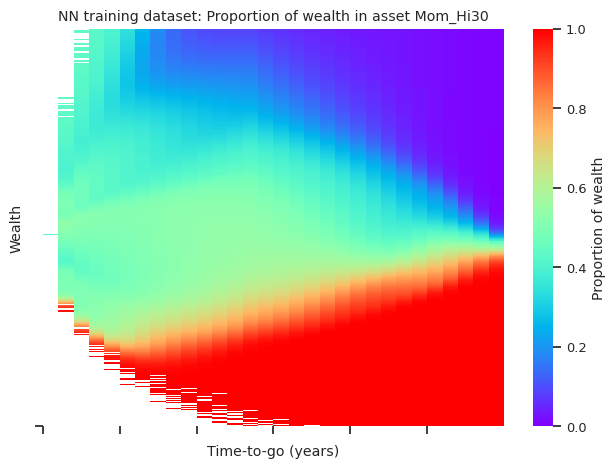 NN training dataset: Proportion of wealth in asset Mom_Hi30
Wealth
Time-to-go (years)
1.0
0.8
0.6
0.4
0.2
0.0
Proportion of wealth